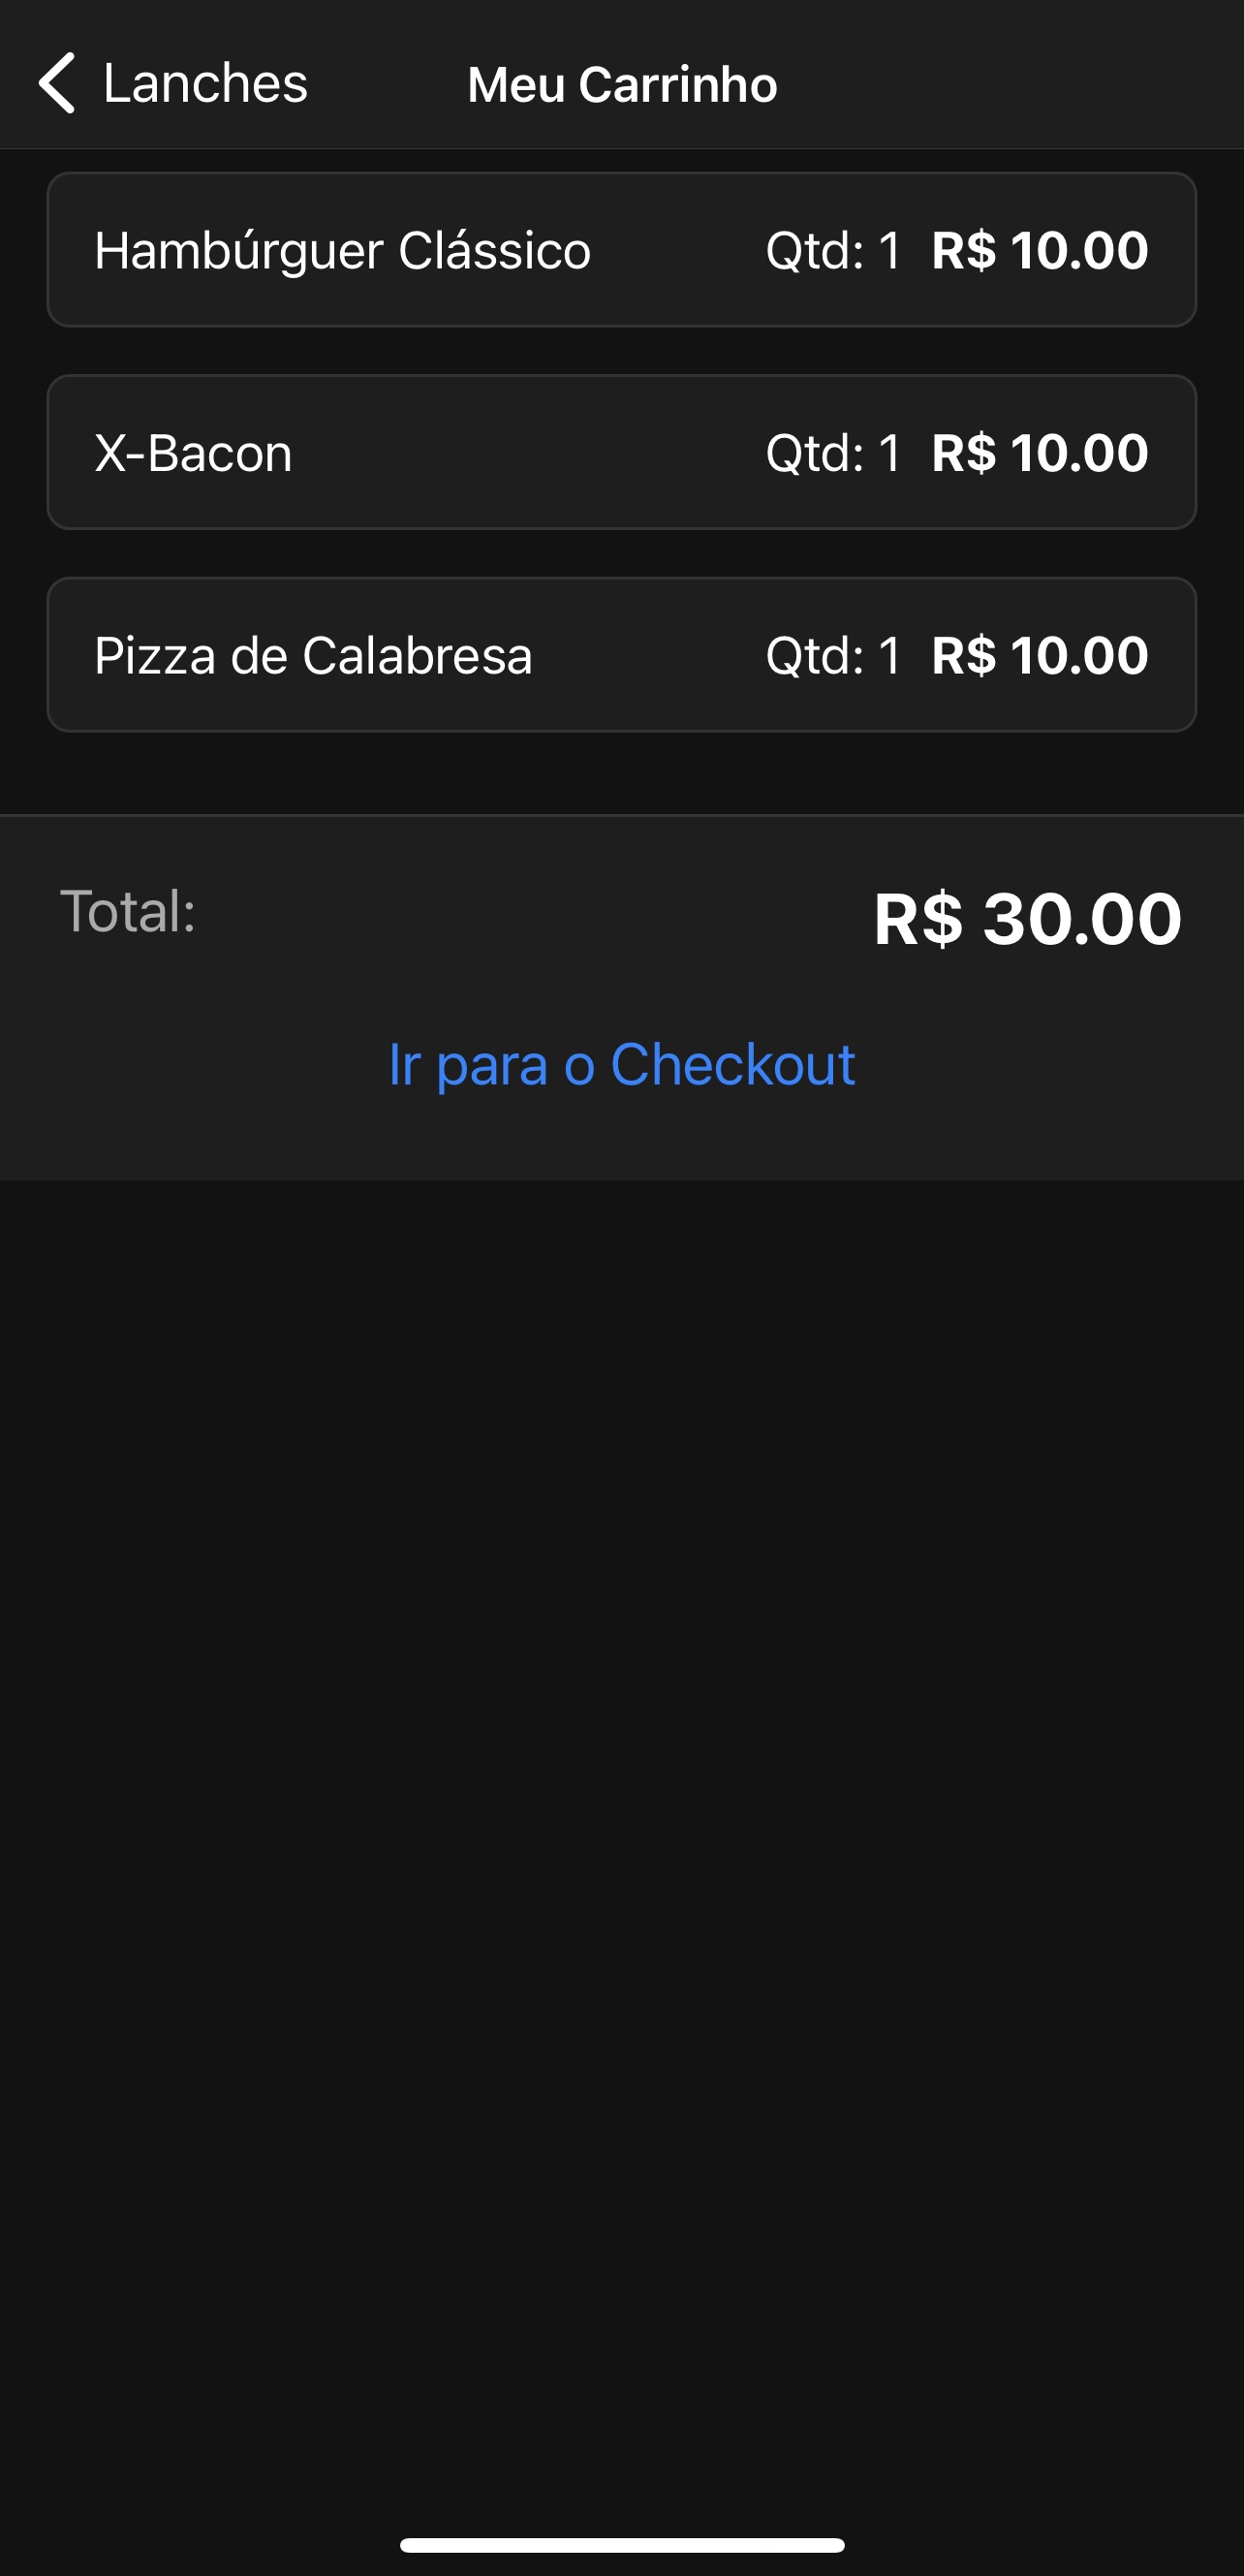 Lanches
Meu Carrinho
Hambúrguer Clássico Qtd: 1 R$ 10.00
X-Bacon Qtd: 1 R$ 10.00
Pizza de Calabresa Qtd: 1 R$ 10.00
Total: R$ 30.00
Ir para o Checkout